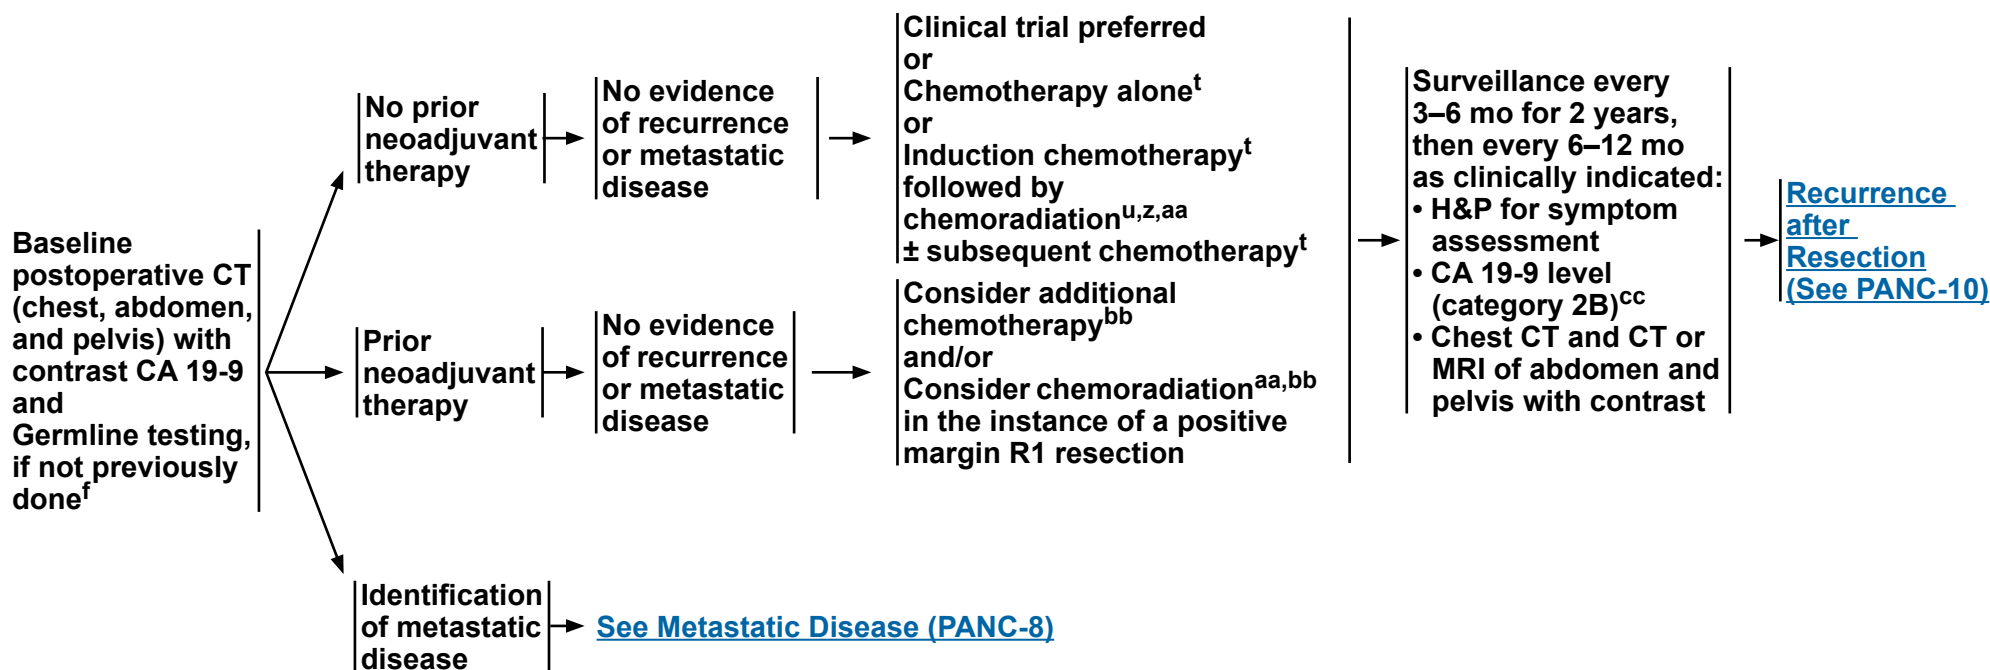 Baseline
postoperative CT
(chest, abdomen,
and pelvis) with
contrast CA 19-9
and
Germline testing,
if not previously
done^f
No prior
neoadjuvant
therapy
No evidence
of recurrence
or metastatic
disease
Clinical trial preferred
or
Chemotherapy alone^t
or
Induction chemotherapy^t
followed by
chemoradiation^u,z,aa
± subsequent chemotherapy^t
Prior
neoadjuvant
therapy
No evidence
of recurrence
or metastatic
disease
Consider additional
chemotherapy^bb
and/or
Consider chemoradiation^aa,bb
in the instance of a positive
margin R1 resection
Surveillance every
3–6 mo for 2 years,
then every 6–12 mo
as clinically indicated:
• H&P for symptom
assessment
• CA 19-9 level
(category 2B)^cc
• Chest CT and CT or
MRI of abdomen and
pelvis with contrast
Recurrence
after
Resection
(See PANC-10)
Identification
of metastatic
disease
See Metastatic Disease (PANC-8)